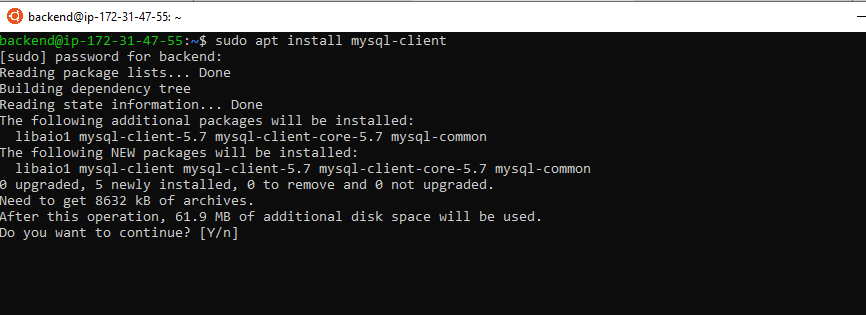 backend@ip-172-31-47-55: ~
backend@ip-172-31-47-55:~$ sudo apt install mysql-client
[sudo] password for backend:
Reading package lists... Done
Building dependency tree
Reading state information... Done
The following additional packages will be installed:
  libaio1 mysql-client-5.7 mysql-client-core-5.7 mysql-common
The following NEW packages will be installed:
  libaio1 mysql-client mysql-client-5.7 mysql-client-core-5.7 mysql-common
0 upgraded, 5 newly installed, 0 to remove and 0 not upgraded.
Need to get 8632 kB of archives.
After this operation, 61.9 MB of additional disk space will be used.
Do you want to continue? [Y/n]